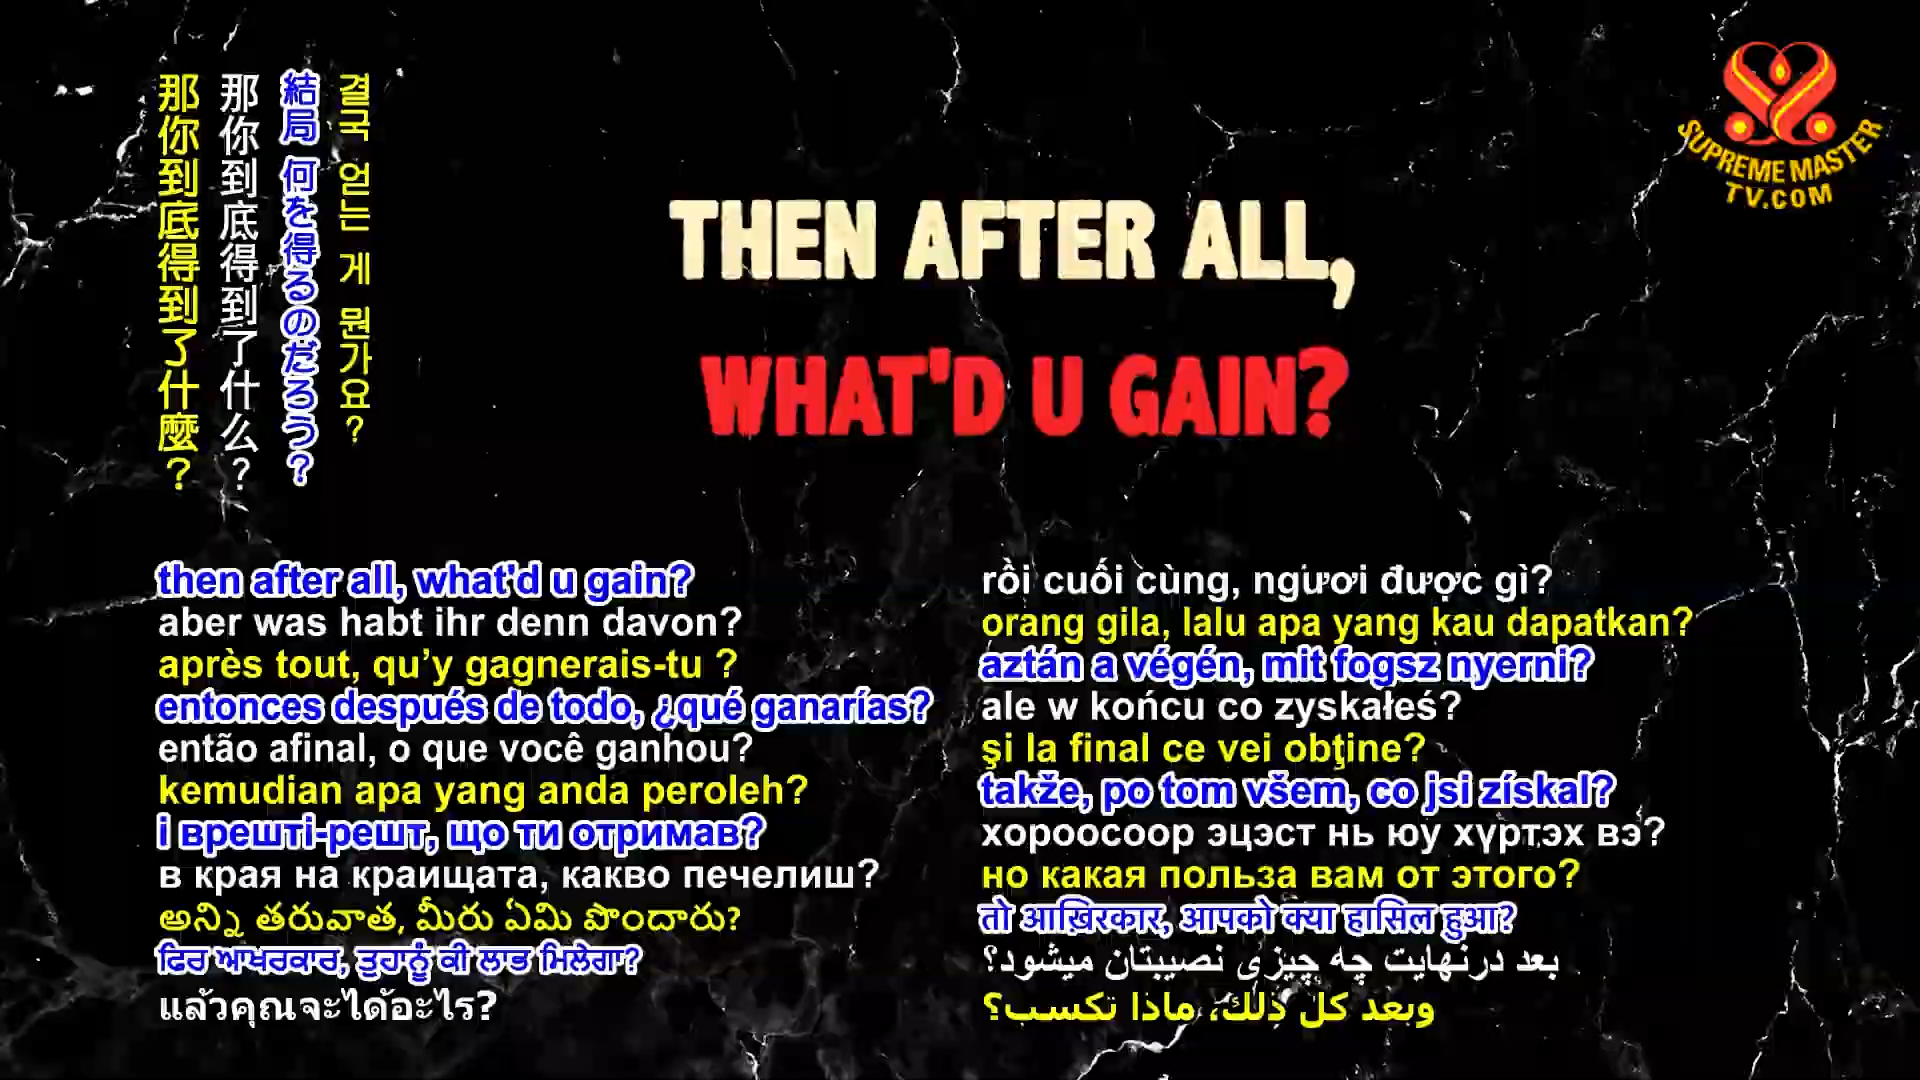 那你到底得到了什麼？
那你到底得到了什么？
結局 何を得るのだろう？
결국 얻는 게 뭔가요？
SUPREME MASTER
TV.COM
THEN AFTER ALL,
WHAT'D U GAIN?
then after all, what'd u gain?
aber was habt ihr denn davon?
après tout, qu’y gagnerais-tu ?
entonces después de todo, ¿qué ganarías?
então afinal, o que você ganhou?
kemudian apa yang anda peroleh?
і врешті-решт, що ти отримав?
в края на краищата, какво печелиш?
అన్ని తరువాత, మీరు ఏమి పొందారు?
ਫਿਰ ਆਖਰਕਾਰ, ਤੁਹਾਨੂੰ ਕੀ ਲਾਭ ਮਿਲੇਗਾ?
แล้วคุณจะได้อะไร?
rồi cuối cùng, ngươi được gì?
orang gila, lalu apa yang kau dapatkan?
aztán a végén, mit fogsz nyerni?
ale w końcu co zyskałeś?
şi la final ce vei obţine?
takže, po tom všem, co jsi získal?
хороосоор эцэст нь юу хүртэх вэ?
но какая польза вам от этого?
तो आख़िरकार, आपको क्या हासिल हुआ?
بعد درنهایت چه چیزی نصیبتان میشود؟
وبعد كل ذلك، ماذا تكسب؟